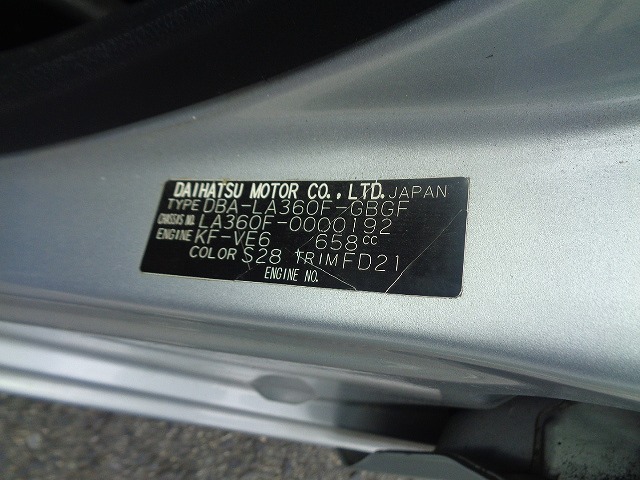 DAIHATSU MOTOR CO., LTD. JAPAN
TYPE DBA-LA360F-GBGF
CHASSIS NO. LA360F-0000192
ENGINE KF-VE6 658cc
COLOR S28 TRIM FD21
ENGINE NO.